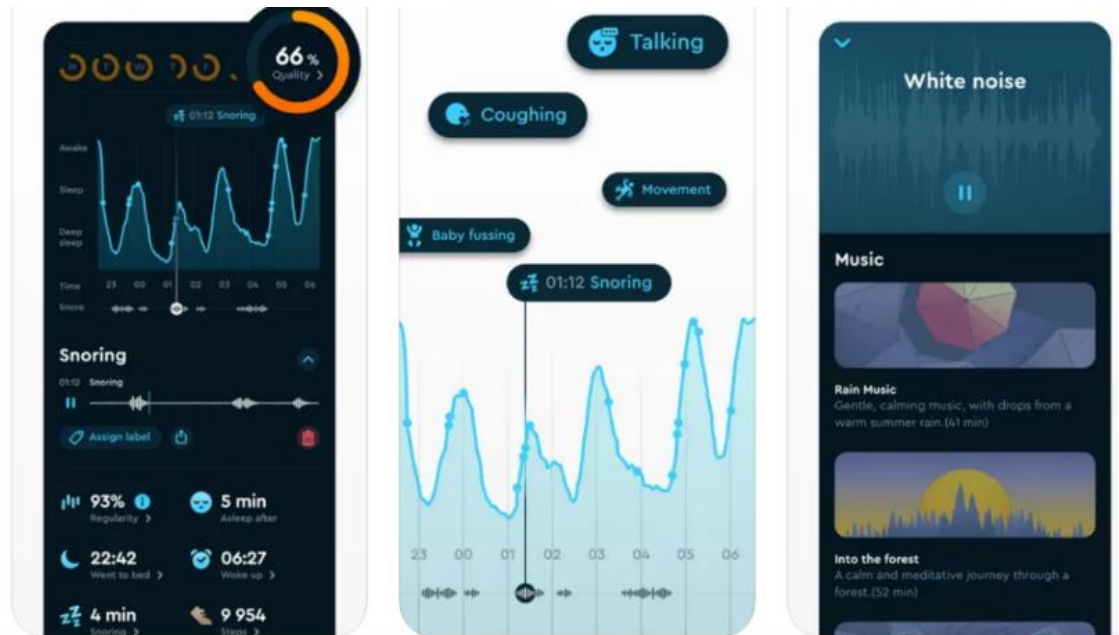 66 %
Quality >
01:12 Snoring
Awake
Sleep
Deep
sleep
Time 23 00 01 02 03 04 05 06
Snore
Snoring
01:12 Snoring
Assign label
93%
Regularity >
5 min
Asleep after
22:42
Went to bed >
06:27
Woke up >
4 min
Snoring >
9 954
Steps >
Talking
Coughing
Movement
Baby fussing
01:12 Snoring
23 00 01 02 03 04 05 06
White noise
Music
Rain Music
Gentle, calming music, with drops from a
warm summer rain.(41 min)
Into the forest
A calm and meditative journey through a
forest.(52 min)